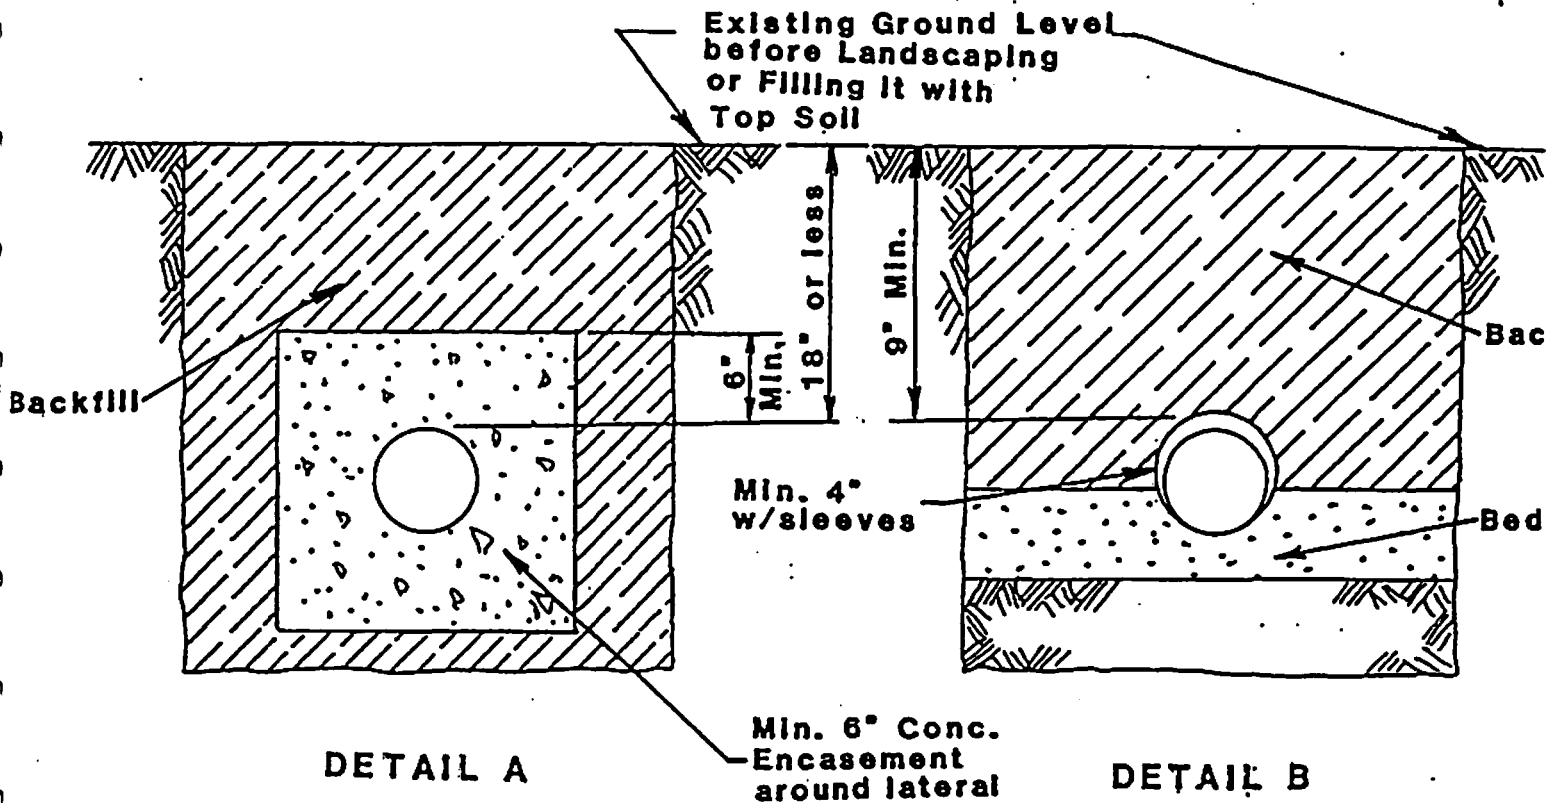 Existing Ground Level
before Landscaping
or Filling it with
Top Soil
18" or less
9" Min.
6"
Min.
Backfill
Bac
Min. 4"
w/sleeves
Bed
Min. 6" Conc.
Encasement
around lateral
DETAIL A
DETAIL B